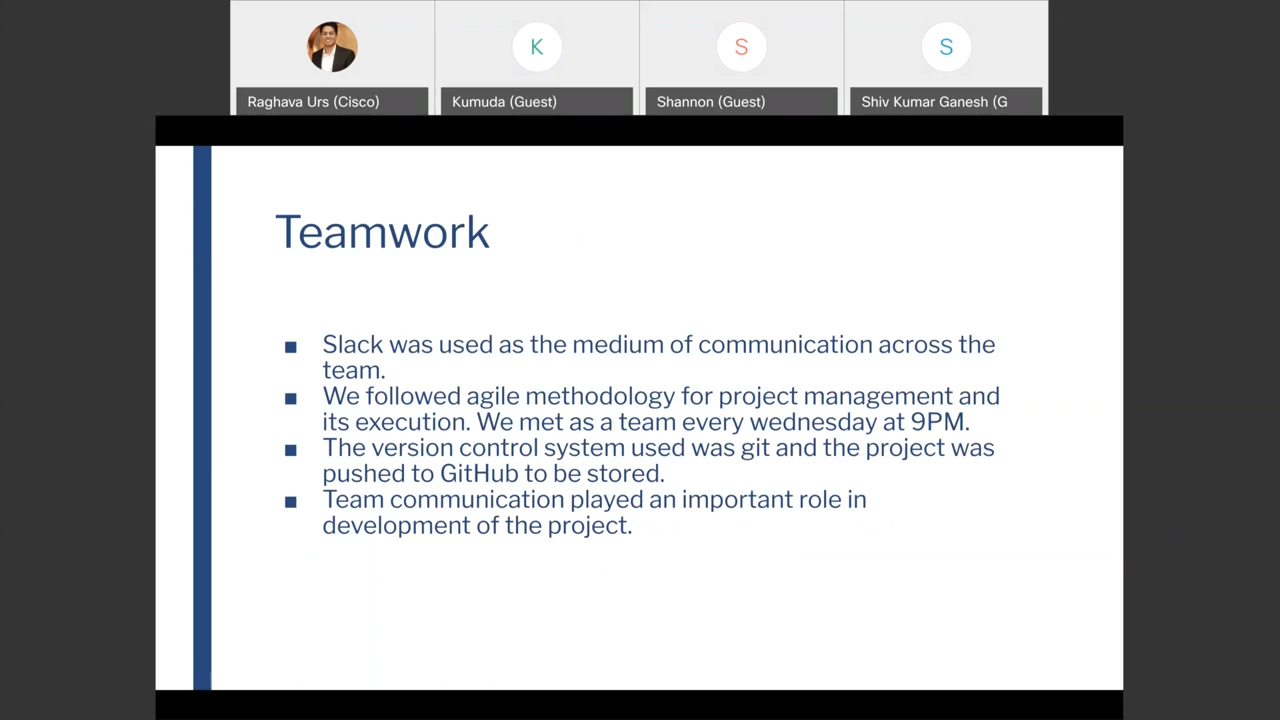 K
S
S
Raghava Urs (Cisco)
Kumuda (Guest)
Shannon (Guest)
Shiv Kumar Ganesh (G
Teamwork
■ Slack was used as the medium of communication across the
team.
■ We followed agile methodology for project management and
its execution. We met as a team every wednesday at 9PM.
■ The version control system used was git and the project was
pushed to GitHub to be stored.
■ Team communication played an important role in
development of the project.